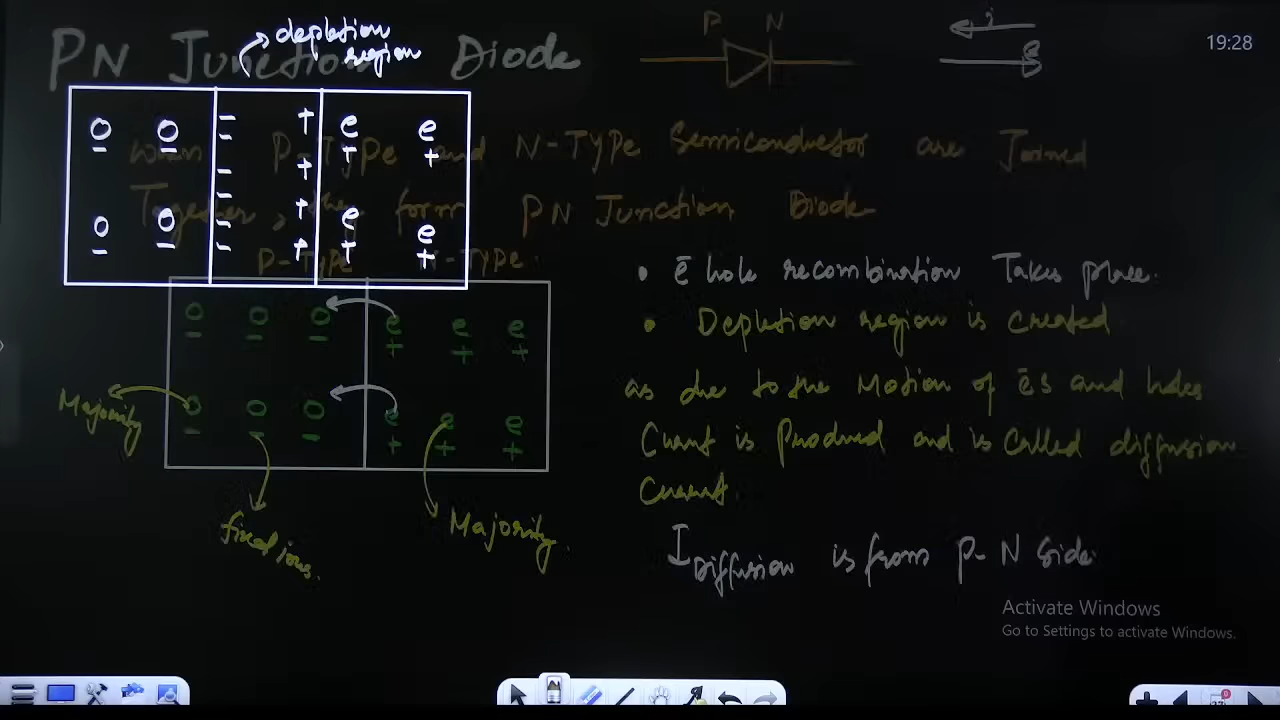 depletion
region
PN Junction Diode
P N
i
19:28
When P-Type and N-Type Semiconductor are Joined
Together, they form PN Junction Diode
P-Type N-Type.
O O - + e e
- - - + +
O O - + e e
- - - + +
O O O e e e
- - - + + +
O O O e e e
- - - + + +
Majority
fixed ions.
Majority.
• ē hole recombination Takes place.
• Depletion region is created
as due to the Motion of ēs and holes
Current is Produced and is called diffusion
Current.
I Diffusion is from P-N side.
Activate Windows
Go to Settings to activate Windows.